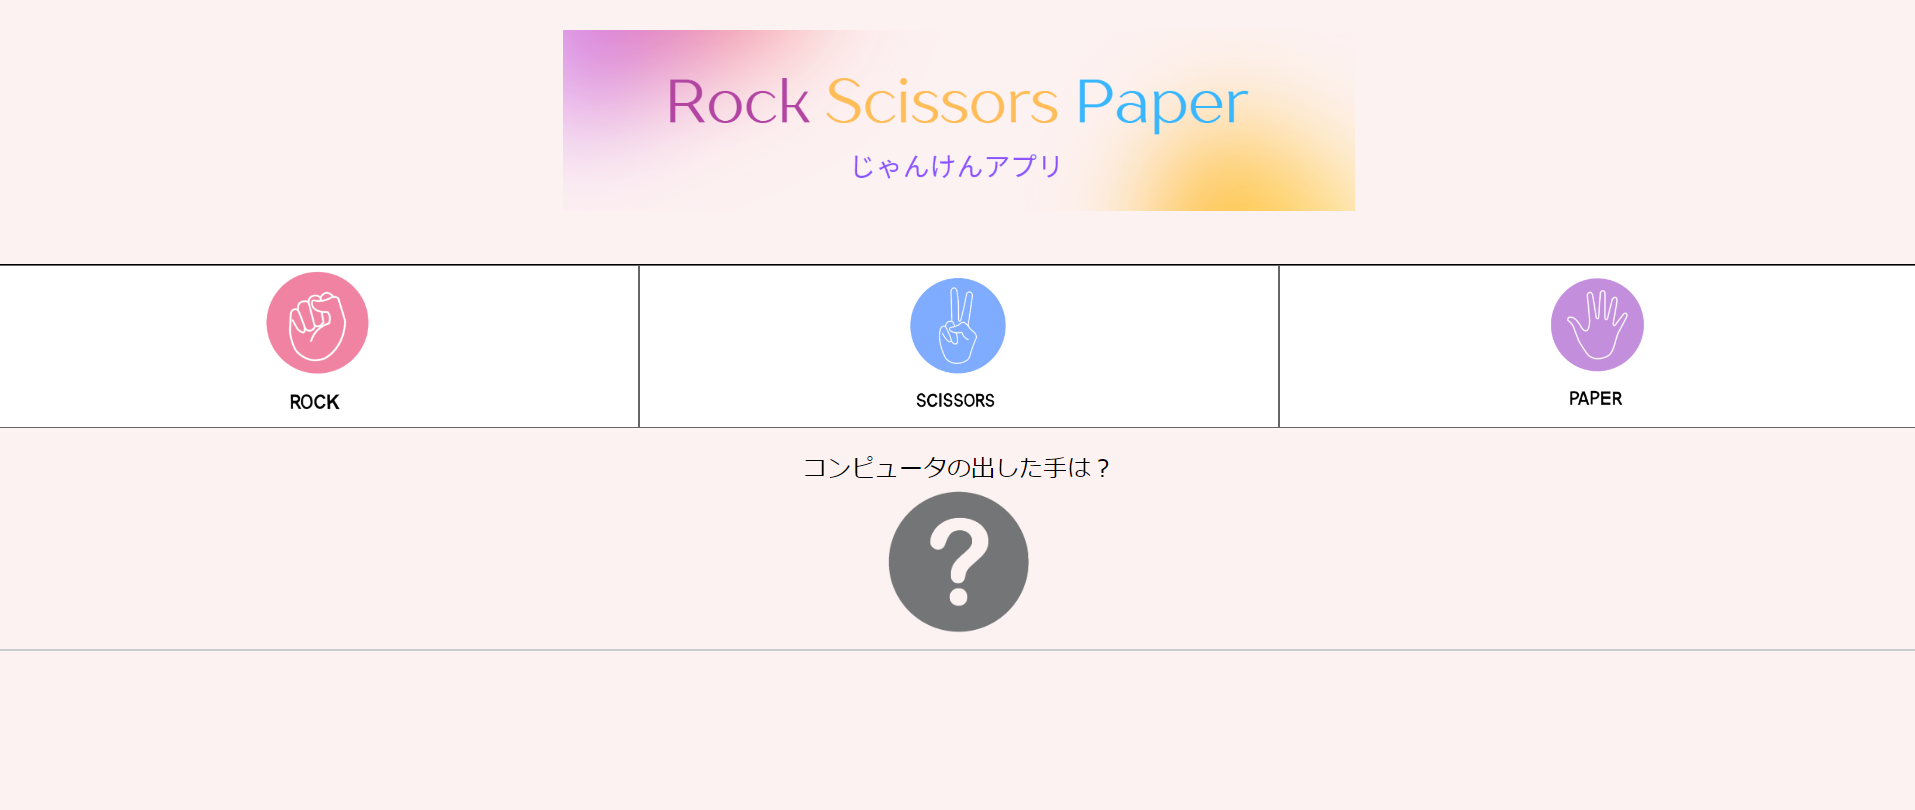 Rock Scissors Paper
じゃんけんアプリ
ROCK
SCISSORS
PAPER
コンピュータの出した手は？
?